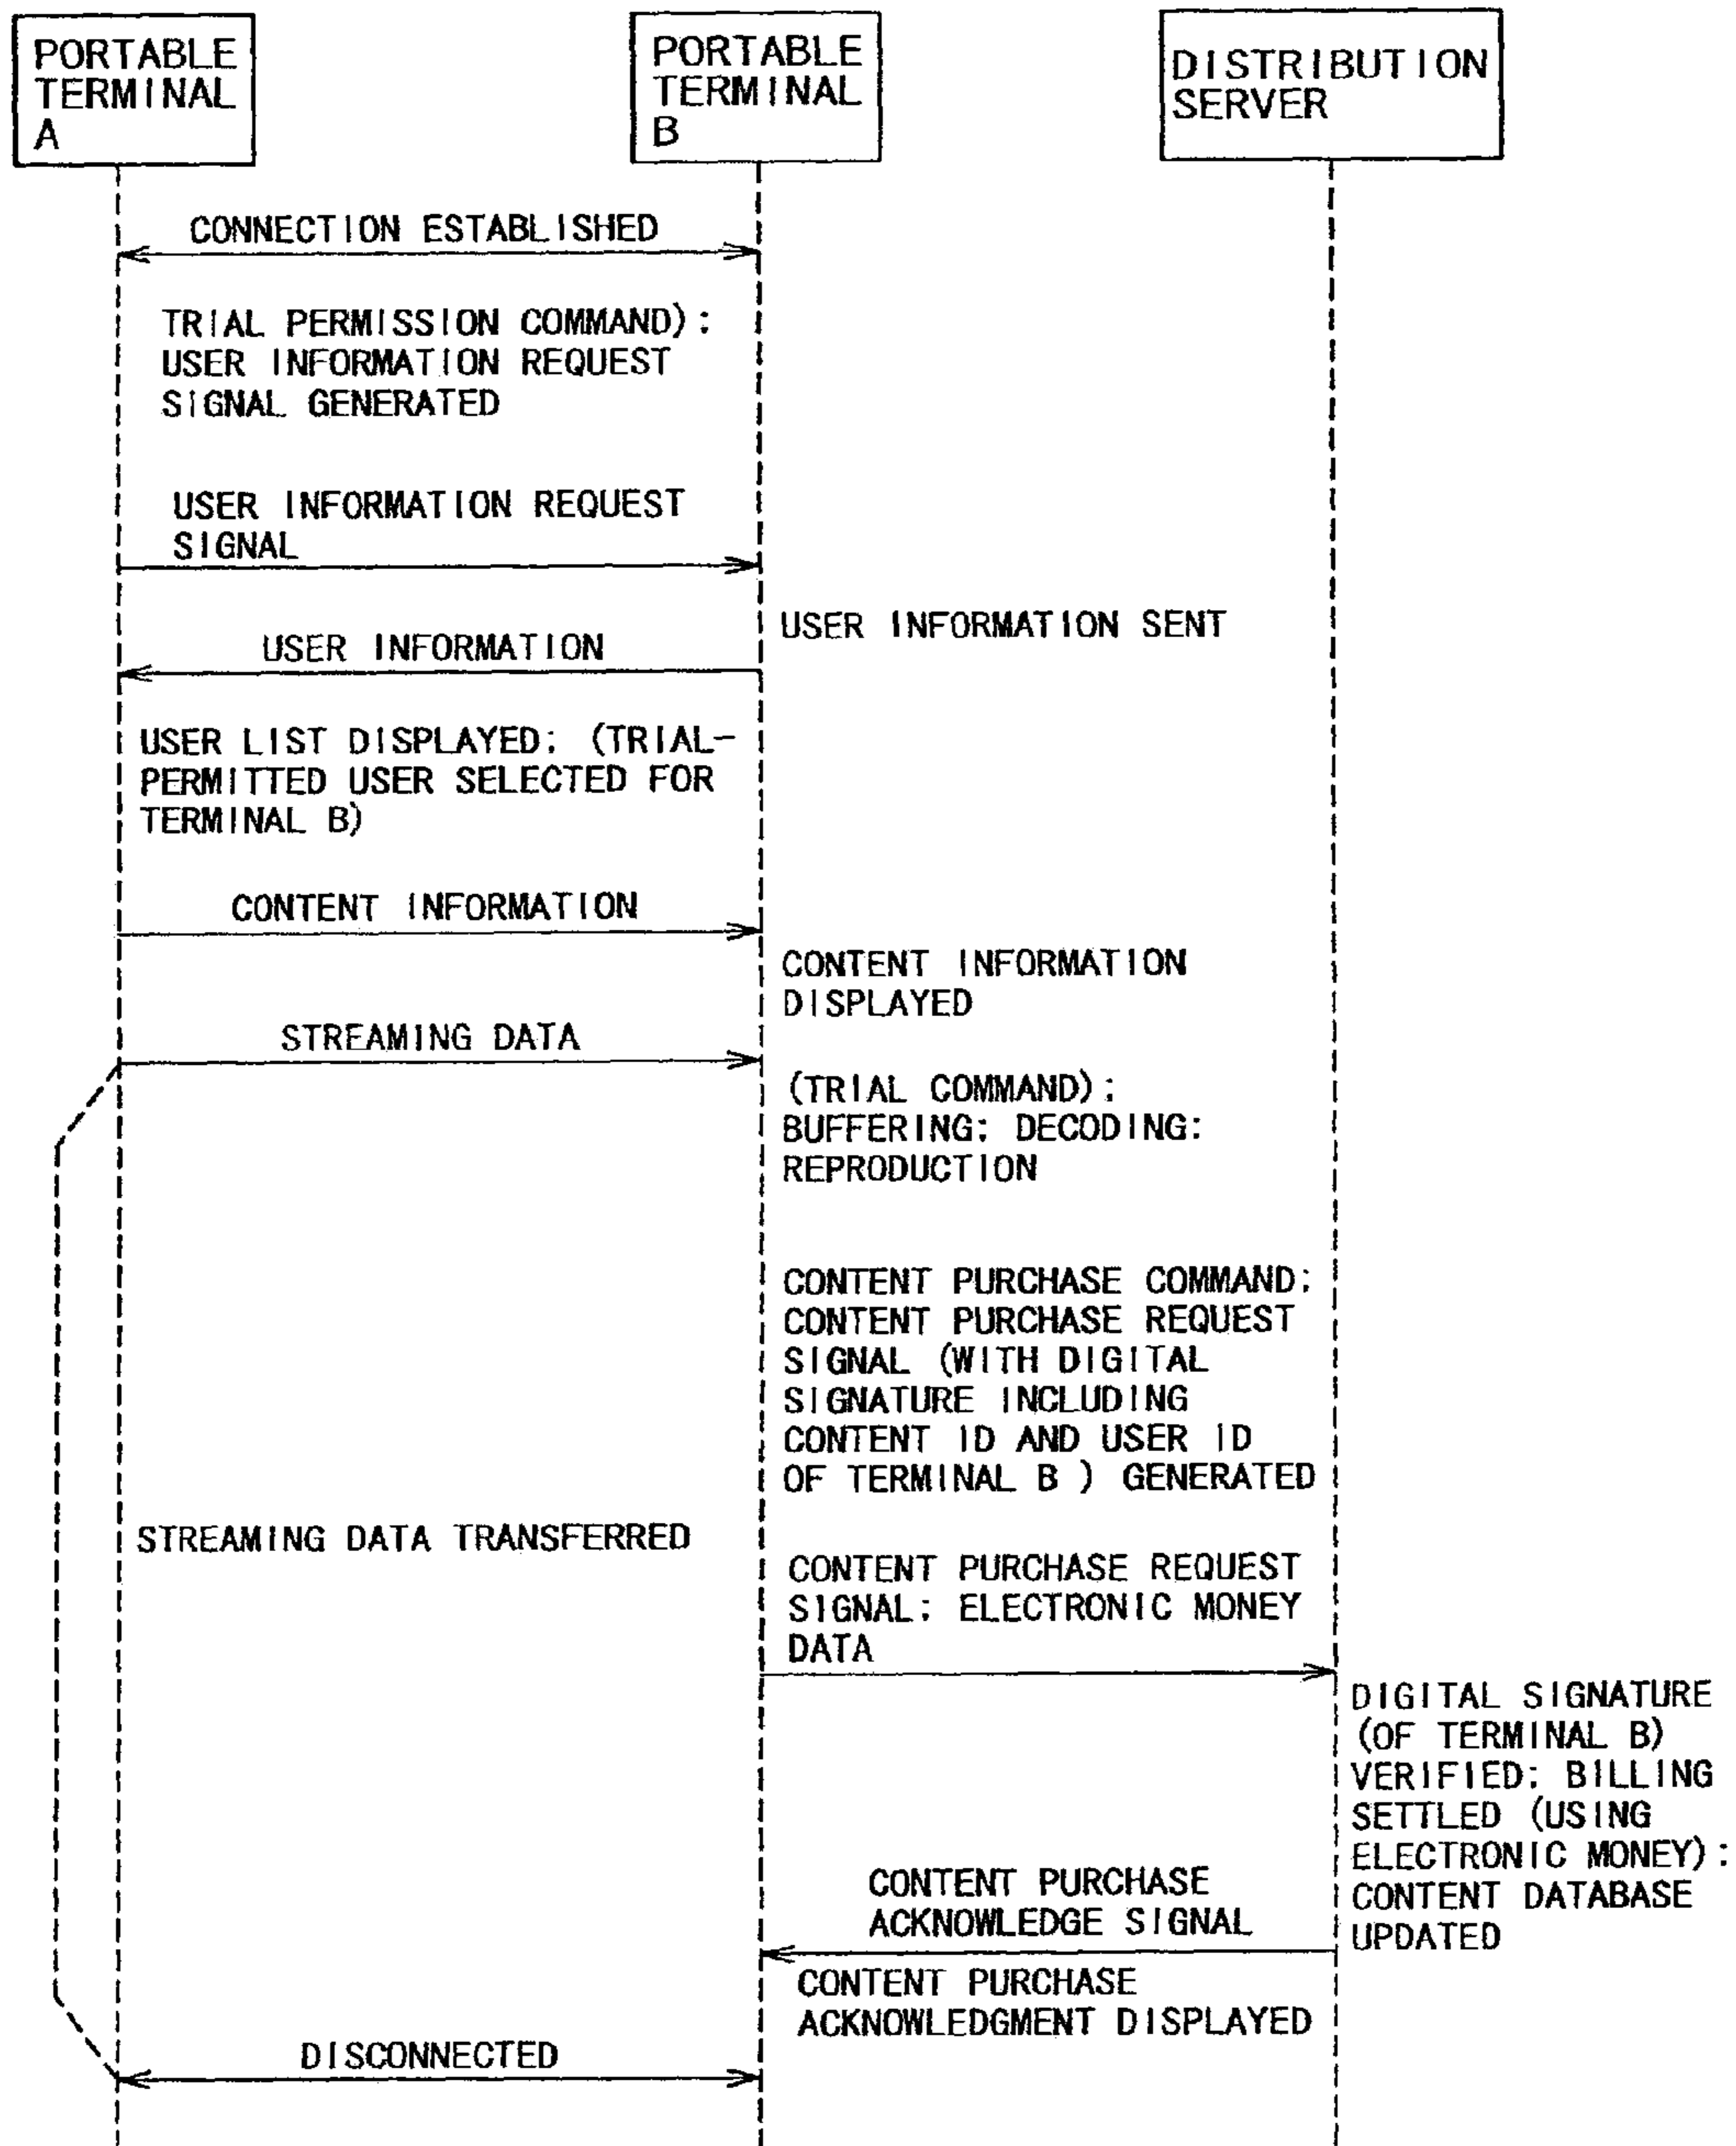 PORTABLE
TERMINAL
A
PORTABLE
TERMINAL
B
DISTRIBUTION
SERVER
CONNECTION ESTABLISHED
TRIAL PERMISSION COMMAND):
USER INFORMATION REQUEST
SIGNAL GENERATED
USER INFORMATION REQUEST
SIGNAL
USER INFORMATION SENT
USER INFORMATION
USER LIST DISPLAYED; (TRIAL-
PERMITTED USER SELECTED FOR
TERMINAL B)
CONTENT INFORMATION
CONTENT INFORMATION
DISPLAYED
STREAMING DATA
(TRIAL COMMAND);
BUFFERING; DECODING;
REPRODUCTION
CONTENT PURCHASE COMMAND;
CONTENT PURCHASE REQUEST
SIGNAL (WITH DIGITAL
SIGNATURE INCLUDING
CONTENT ID AND USER ID
OF TERMINAL B ) GENERATED
STREAMING DATA TRANSFERRED
CONTENT PURCHASE REQUEST
SIGNAL; ELECTRONIC MONEY
DATA
DIGITAL SIGNATURE
(OF TERMINAL B)
VERIFIED; BILLING
SETTLED (USING
ELECTRONIC MONEY);
CONTENT DATABASE
UPDATED
CONTENT PURCHASE
ACKNOWLEDGE SIGNAL
CONTENT PURCHASE
ACKNOWLEDGMENT DISPLAYED
DISCONNECTED